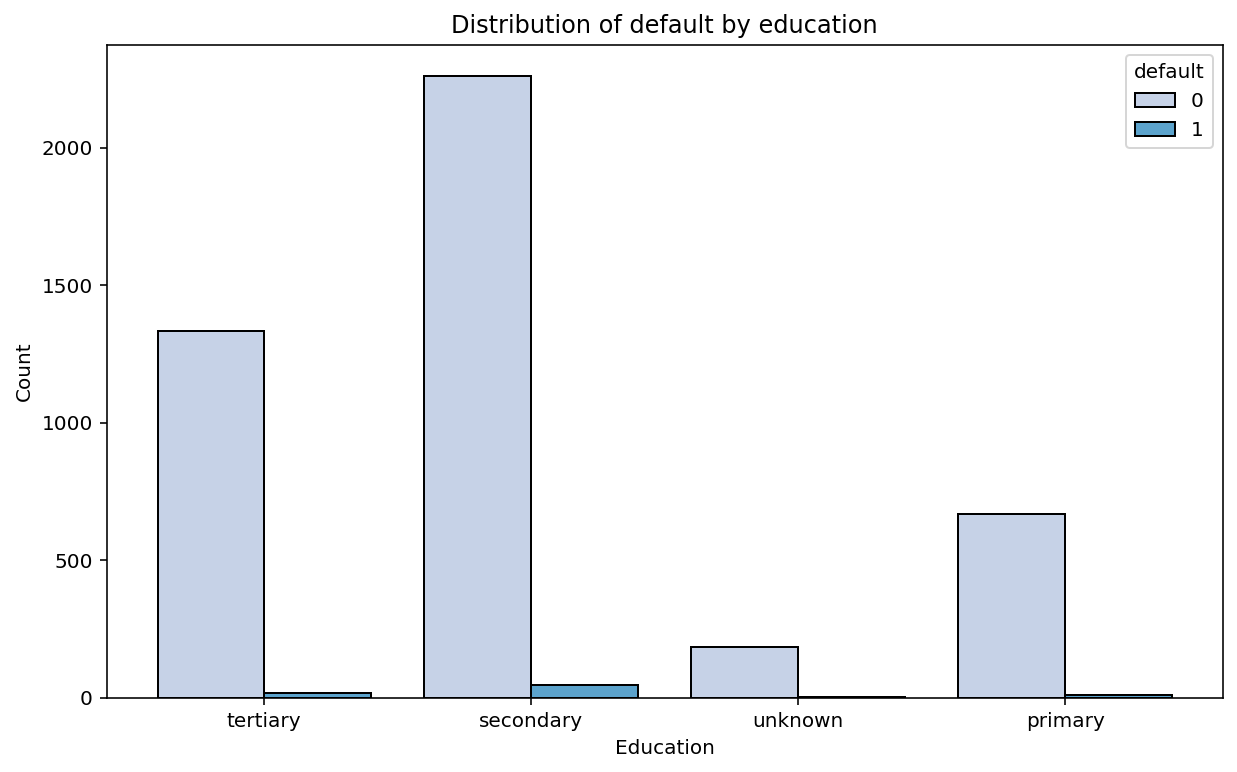 Distribution of default by education
default
0
1
2000
1500
1000
500
0
Count
tertiary secondary unknown primary
Education